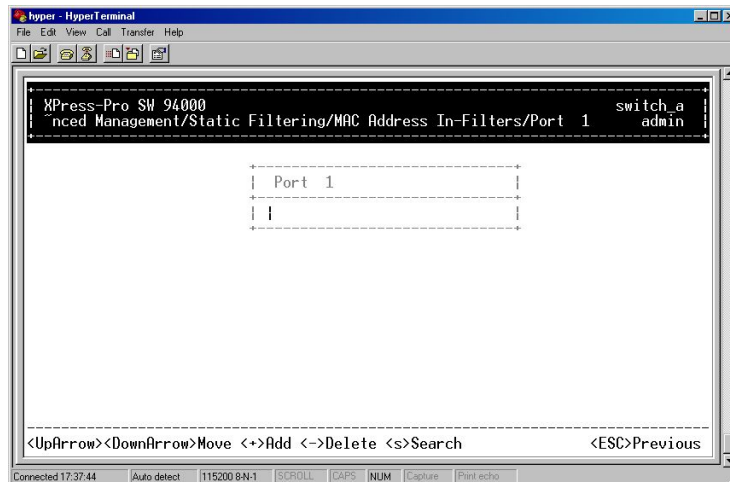 hyper - HyperTerminal
File Edit View Call Transfer Help
XPress-Pro SW 94000 switch_a
~nced Management/Static Filtering/MAC Address In-Filters/Port 1 admin
Port 1
<UpArrow><DownArrow>Move <+>Add <->Delete <s>Search <ESC>Previous
Connected 17:37:44 Auto detect 115200 8-N-1 SCROLL CAPS NUM Capture Print echo